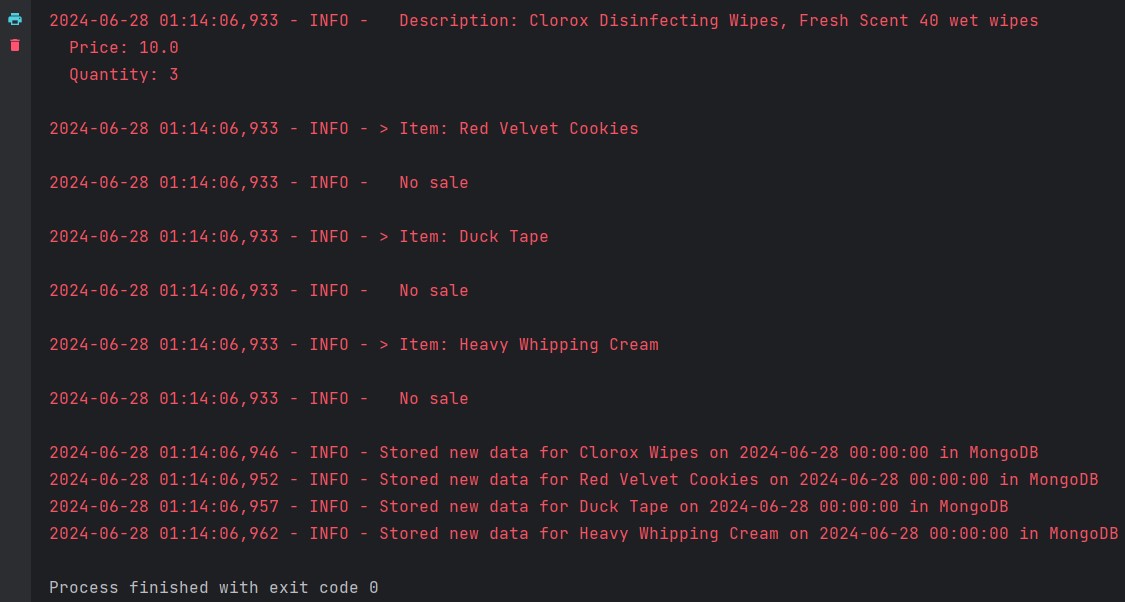 2024-06-28 01:14:06,933 - INFO -   Description: Clorox Disinfecting Wipes, Fresh Scent 40 wet wipes
  Price: 10.0
  Quantity: 3
2024-06-28 01:14:06,933 - INFO - > Item: Red Velvet Cookies
2024-06-28 01:14:06,933 - INFO -   No sale
2024-06-28 01:14:06,933 - INFO - > Item: Duck Tape
2024-06-28 01:14:06,933 - INFO -   No sale
2024-06-28 01:14:06,933 - INFO - > Item: Heavy Whipping Cream
2024-06-28 01:14:06,933 - INFO -   No sale
2024-06-28 01:14:06,946 - INFO - Stored new data for Clorox Wipes on 2024-06-28 00:00:00 in MongoDB
2024-06-28 01:14:06,952 - INFO - Stored new data for Red Velvet Cookies on 2024-06-28 00:00:00 in MongoDB
2024-06-28 01:14:06,957 - INFO - Stored new data for Duck Tape on 2024-06-28 00:00:00 in MongoDB
2024-06-28 01:14:06,962 - INFO - Stored new data for Heavy Whipping Cream on 2024-06-28 00:00:00 in MongoDB
Process finished with exit code 0